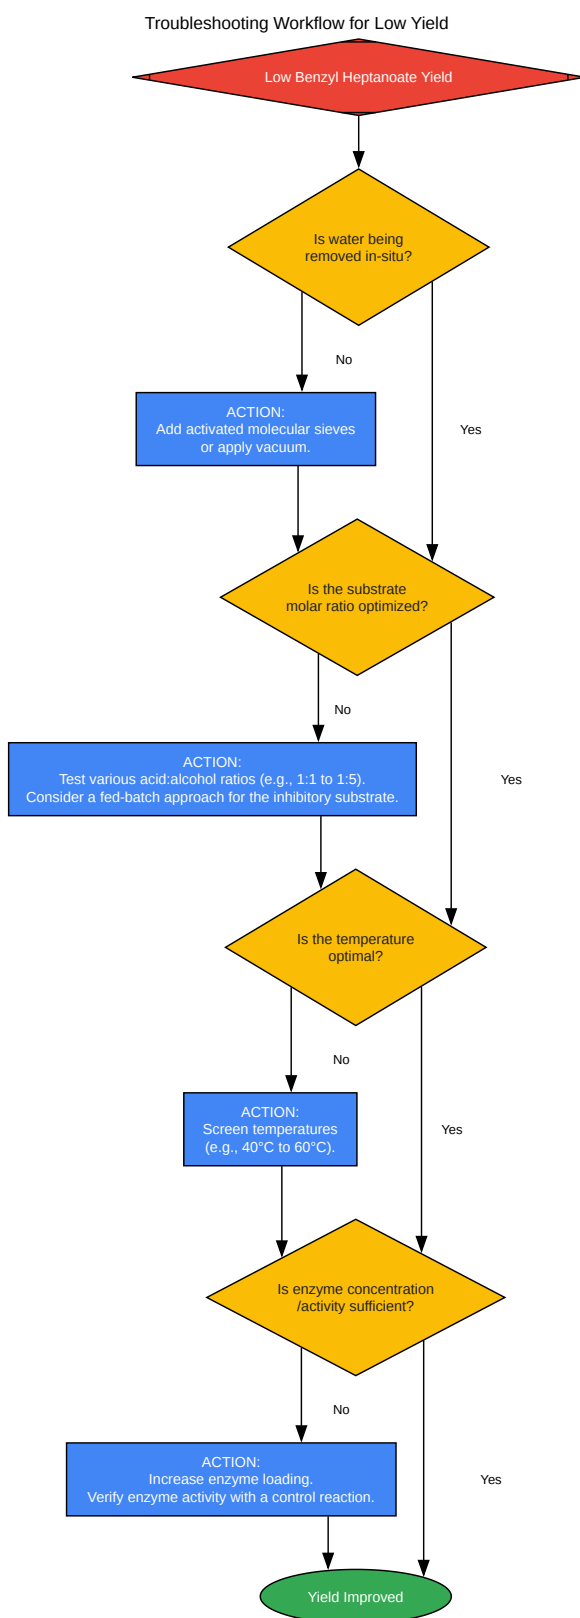 Troubleshooting Workflow for Low Yield
Low Benzyl Heptanoate Yield
Is water being
removed in-situ?
No
ACTION:
Add activated molecular sieves
or apply vacuum.
Yes
Is the substrate
molar ratio optimized?
No
ACTION:
Test various acid:alcohol ratios (e.g., 1:1 to 1:5).
Consider a fed-batch approach for the inhibitory substrate.
Yes
Is the temperature
optimal?
No
ACTION:
Screen temperatures
(e.g., 40°C to 60°C).
Yes
Is enzyme concentration
/activity sufficient?
No
ACTION:
Increase enzyme loading.
Verify enzyme activity with a control reaction.
Yes
Yield Improved